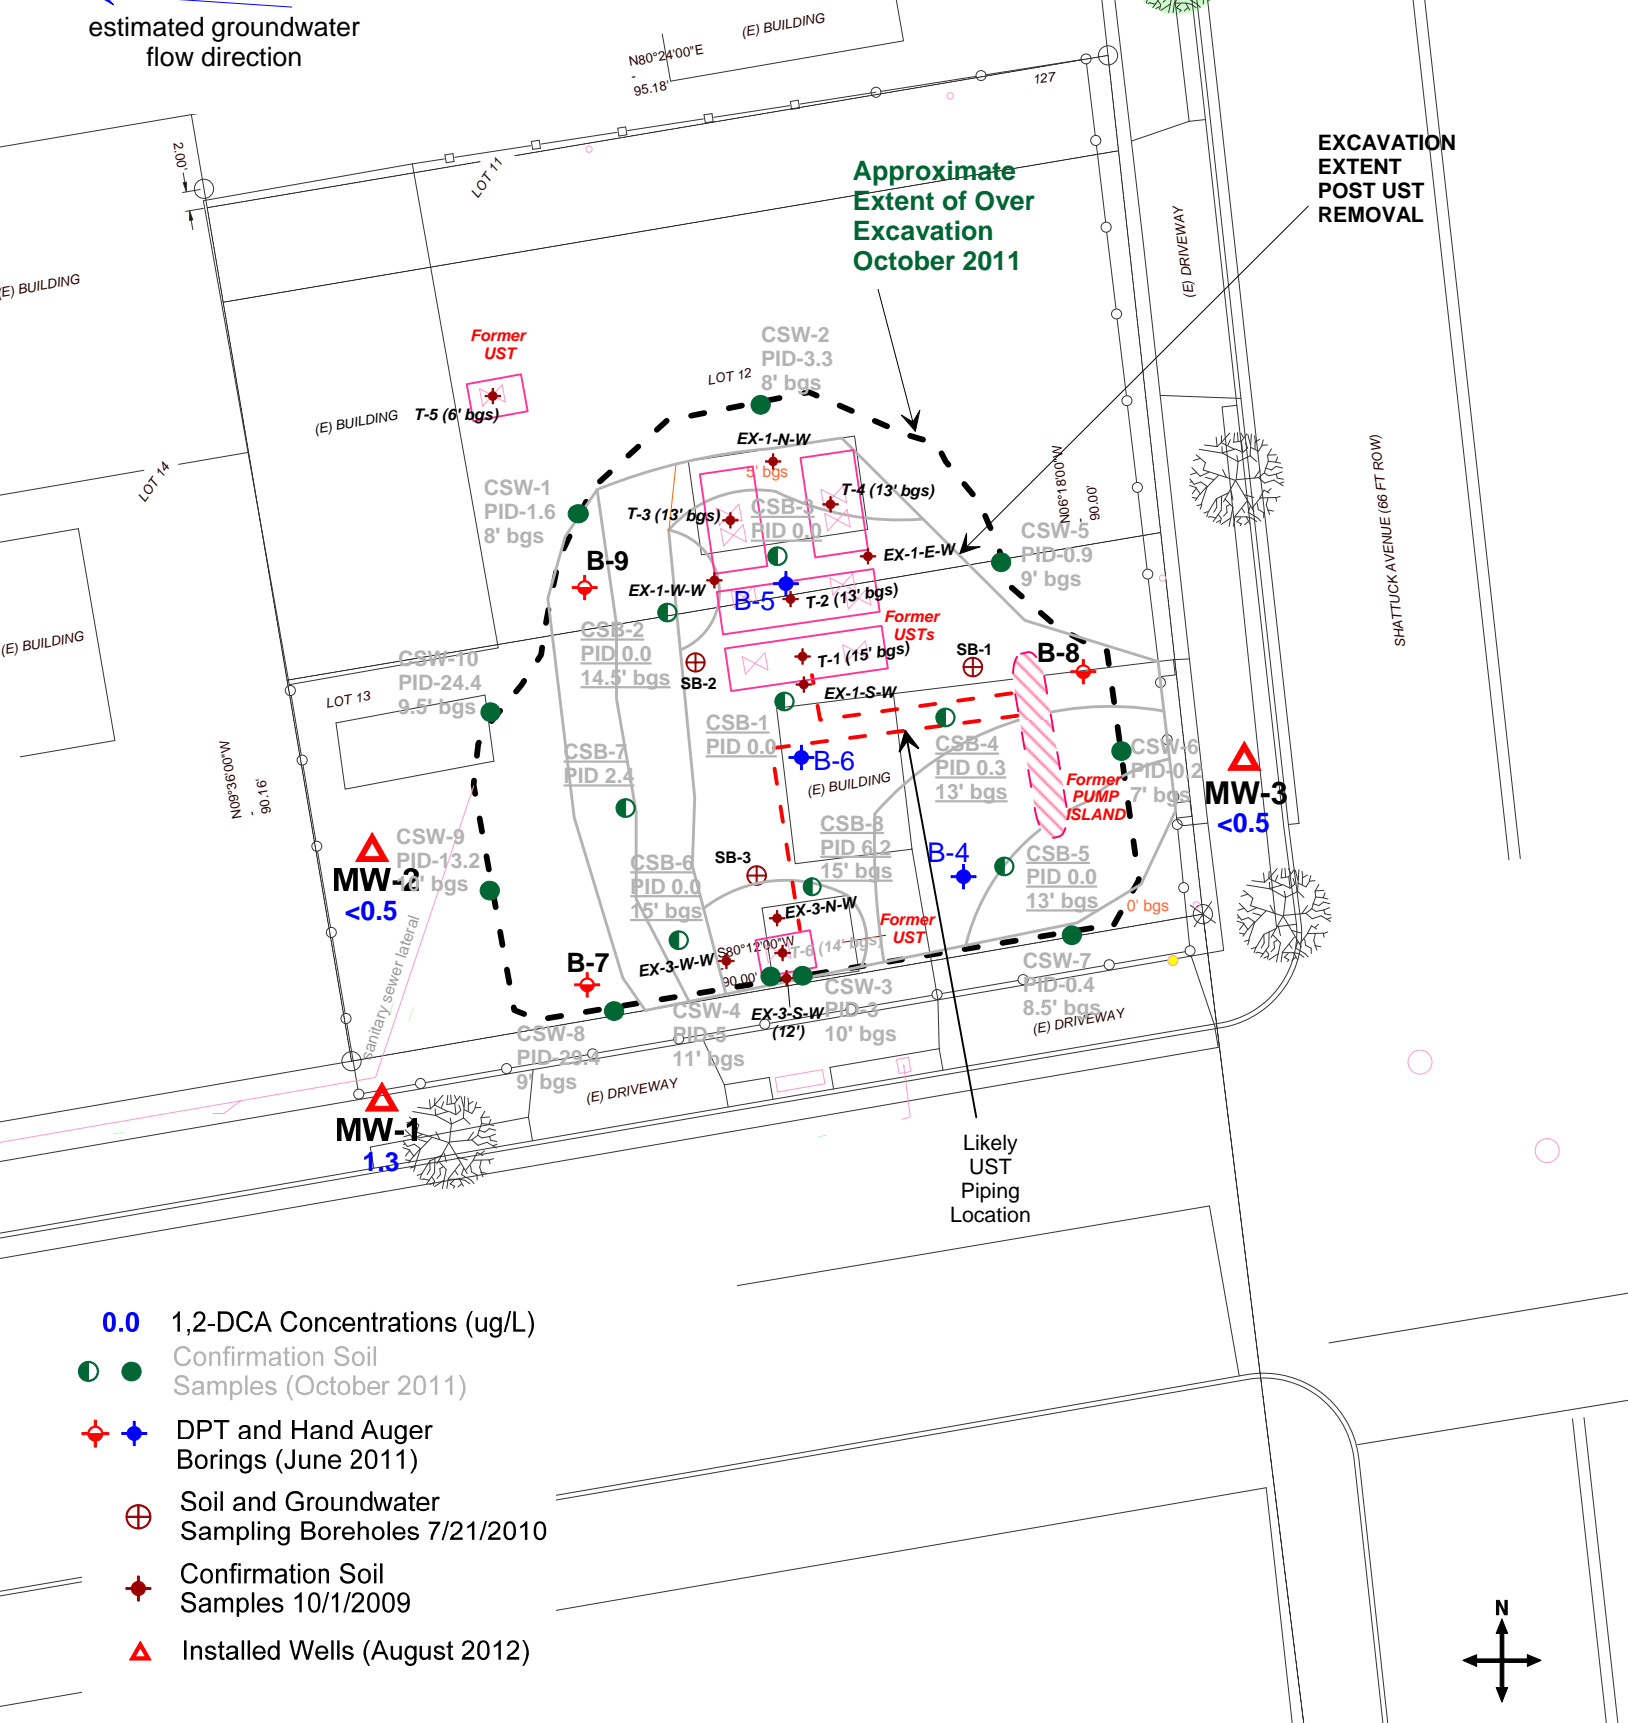 estimated groundwater
flow direction
(E) BUILDING
N80°24'00"E
-
95.18'
127
2.00'
LOT 11
EXCAVATION
EXTENT
POST UST
REMOVAL
Approximate
Extent of Over
Excavation
October 2011
(E) DRIVEWAY
(E) BUILDING
Former
UST
CSW-2
PID-3.3
8' bgs
LOT 12
(E) BUILDING
T-5 (6' bgs)
EX-1-N-W
5' bgs
LOT 14
CSW-1
PID-1.6
8' bgs
T-4 (13' bgs)
T-3 (13' bgs)
CSB-3
PID 0.0
N06°18'00"W
-
90.00'
SHATTUCK AVENUE (66 FT ROW)
CSW-5
PID-0.9
9' bgs
EX-1-E-W
B-9
EX-1-W-W
B-5
T-2 (13' bgs)
Former
USTs
CSB-2
PID 0.0
14.5' bgs
(E) BUILDING
T-1 (15' bgs)
SB-1
B-8
CSW-10
PID-24.4
9.5' bgs
SB-2
EX-1-S-W
LOT 13
CSB-1
PID 0.0
CSB-4
PID 0.3
13' bgs
CSW-6
PID-0.2
7' bgs
CSB-7
PID 2.4
B-6
(E) BUILDING
Former
PUMP
ISLAND
N09°36'00"W
-
90.16'
MW-3
<0.5
CSW-9
PID-13.2
bgs
MW-2
<0.5
CSB-8
PID 6.2
15' bgs
SB-3
B-4
CSB-6
PID 0.0
15' bgs
CSB-5
PID 0.0
13' bgs
0' bgs
EX-3-N-W
Former
UST
S80°12'00"W
-
90.00'
T-6 (14' bgs)
EX-3-W-W
B-7
sanitary sewer lateral
CSW-7
PID-0.4
8.5' bgs
CSW-3
PID-3
10' bgs
CSW-4
PID-5
11' bgs
EX-3-S-W
(12')
CSW-8
PID-29.4
9' bgs
(E) DRIVEWAY
(E) DRIVEWAY
MW-1
1.3
Likely
UST
Piping
Location
0.0 1,2-DCA Concentrations (ug/L)
Confirmation Soil
Samples (October 2011)
DPT and Hand Auger
Borings (June 2011)
Soil and Groundwater
Sampling Boreholes 7/21/2010
Confirmation Soil
Samples 10/1/2009
Installed Wells (August 2012)
N